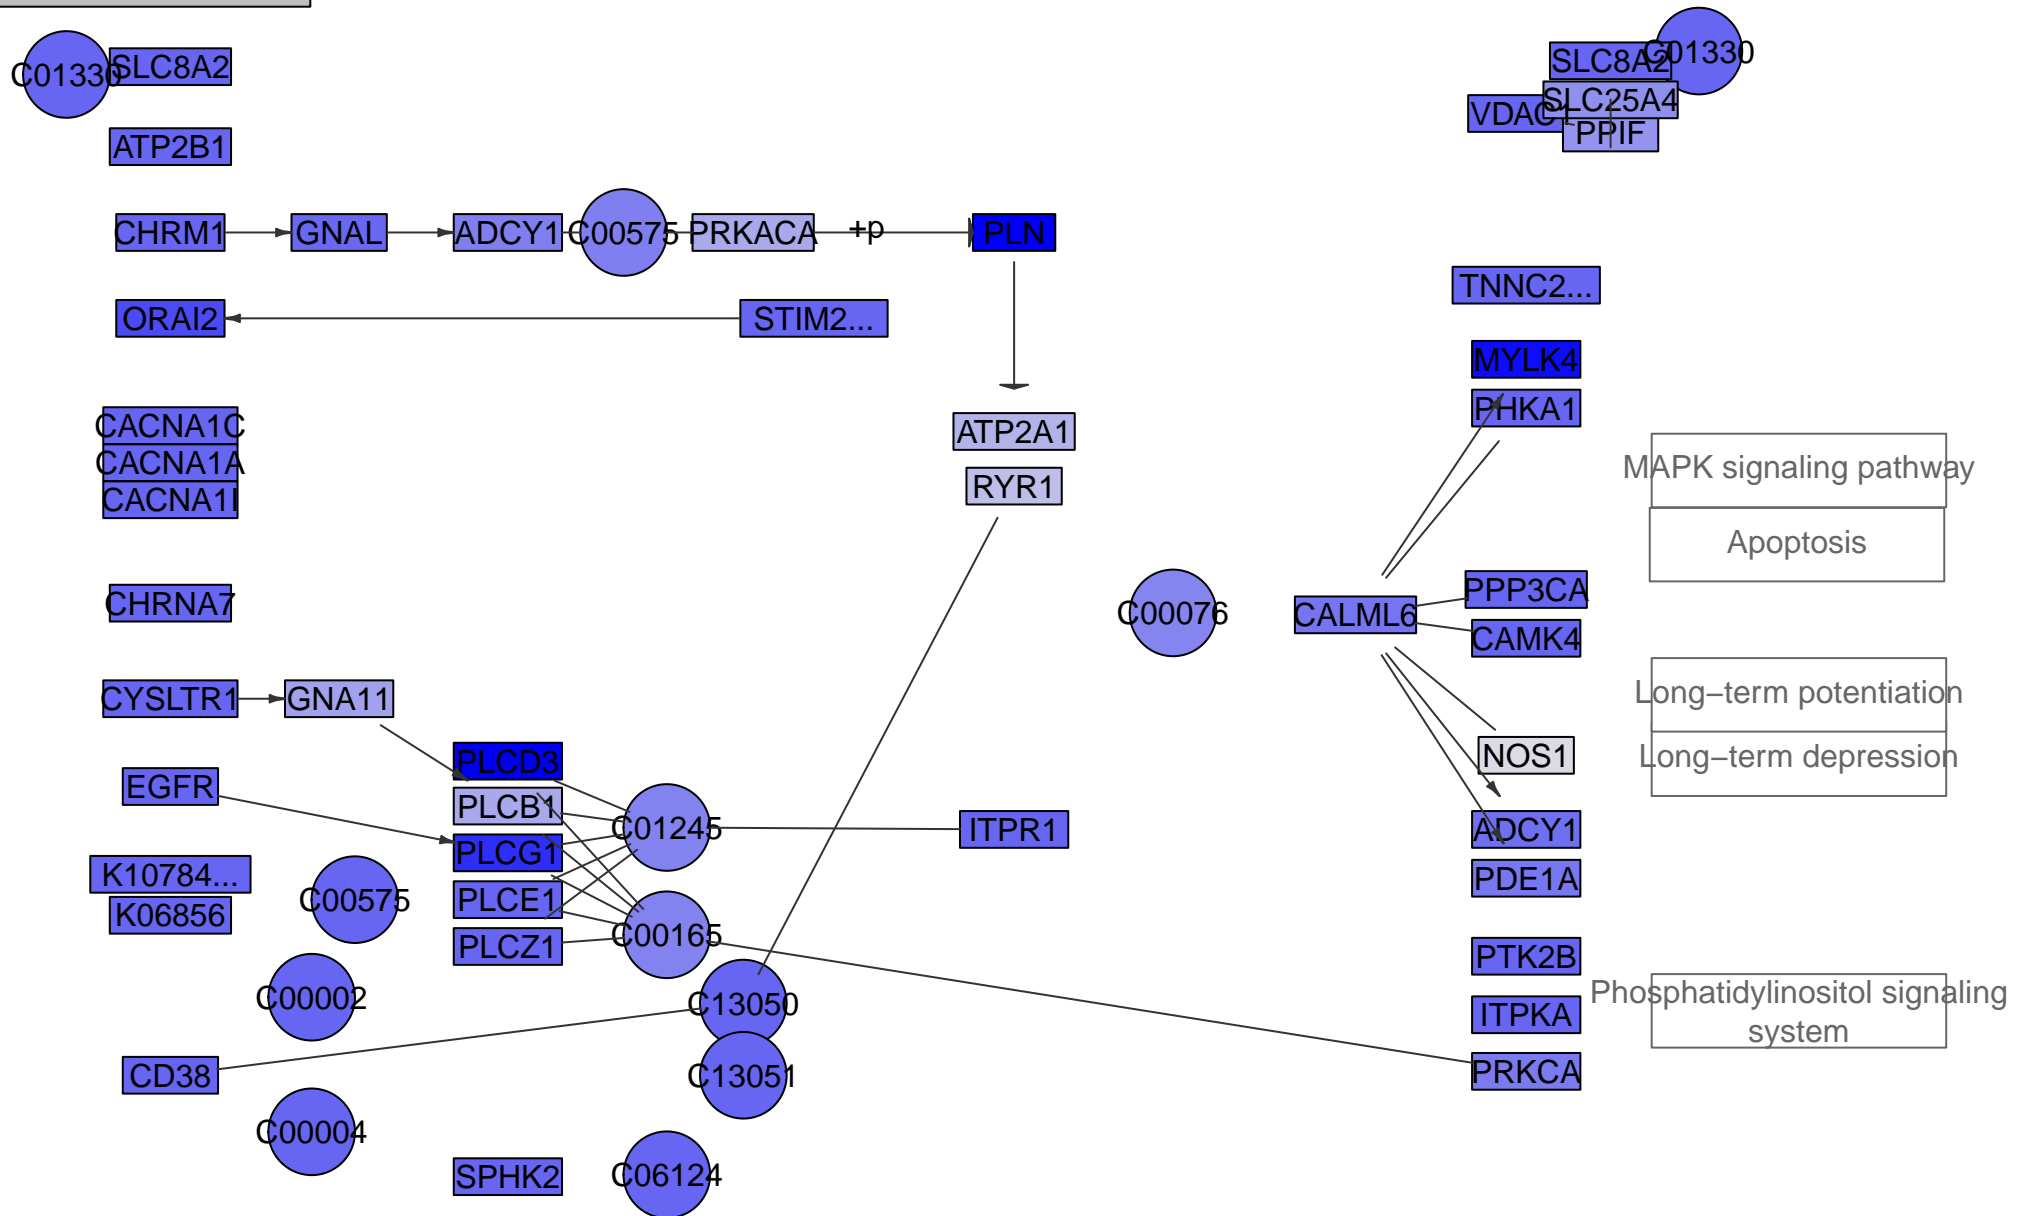 C01330
SLC8A2
SLC8A2
C01330
SLC25A4
VDAC1
PPIF
ATP2B1
CHRM1
GNAL
ADCY1
C00575
PRKACA
+p
PLN
TNNC2...
ORAI2
STIM2...
MYLK4
PHKA1
CACNA1C
CACNA1A
CACNA1I
ATP2A1
RYR1
MAPK signaling pathway
Apoptosis
CHRNA7
C00076
CALML6
PPP3CA
CAMK4
CYSLTR1
GNA11
Long−term potentiation
NOS1
Long−term depression
PLCD3
EGFR
PLCB1
C01245
ITPR1
ADCY1
PLCG1
K10784...
PDE1A
C00575
PLCE1
K06856
C00165
PLCZ1
PTK2B
C00002
C13050
Phosphatidylinositol signaling
system
ITPKA
CD38
C13051
PRKCA
C00004
SPHK2
C06124